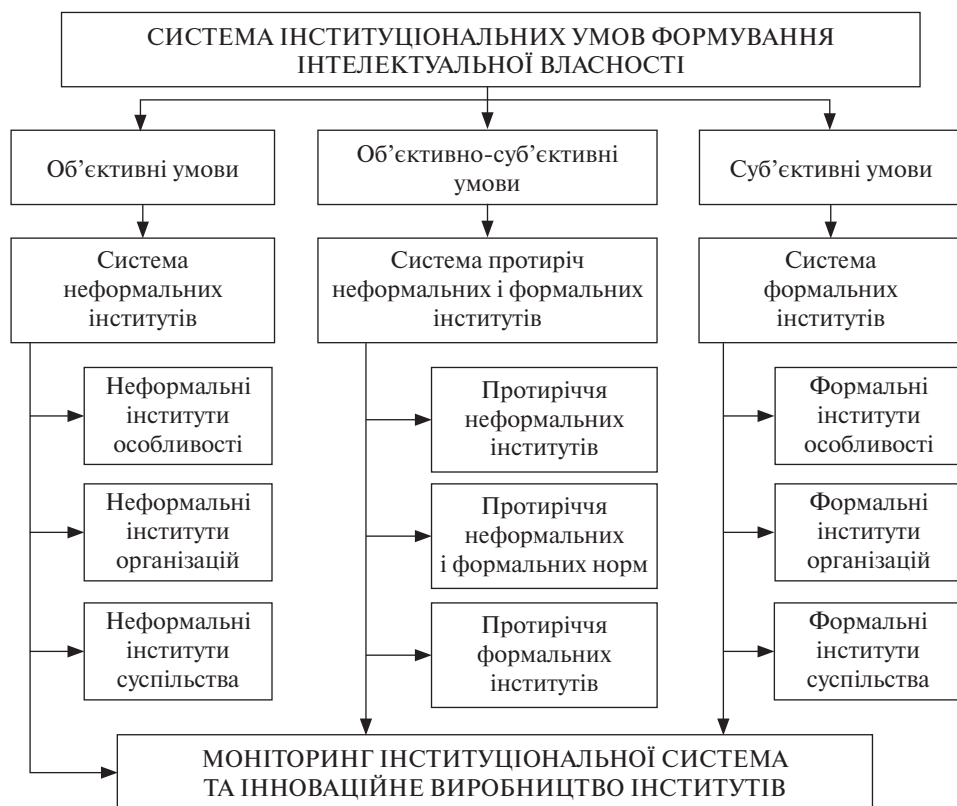 СИСТЕМА ІНСТИТУЦІОНАЛЬНИХ УМОВ ФОРМУВАННЯ
ІНТЕЛЕКТУАЛЬНОЇ ВЛАСНОСТІ
Об’єктивні умови
Об’єктивно-суб’єктивні
умови
Суб’єктивні умови
Система
неформальних
інститутів
Система протиріч
неформальних і формальних
інститутів
Система
формальних
інститутів
Неформальні
інститути
особливості
Протиріччя
неформальних
інститутів
Формальні
інститути
особливості
Неформальні
інститути
організацій
Протиріччя
неформальних
і формальних норм
Формальні
інститути
організацій
Неформальні
інститути
суспільства
Протиріччя
формальних
інститутів
Формальні
інститути
суспільства
МОНІТОРИНГ ІНСТИТУЦІОНАЛЬНОЇ СИСТЕМА
ТА ІННОВАЦІЙНЕ ВИРОБНИЦТВО ІНСТИТУТІВ